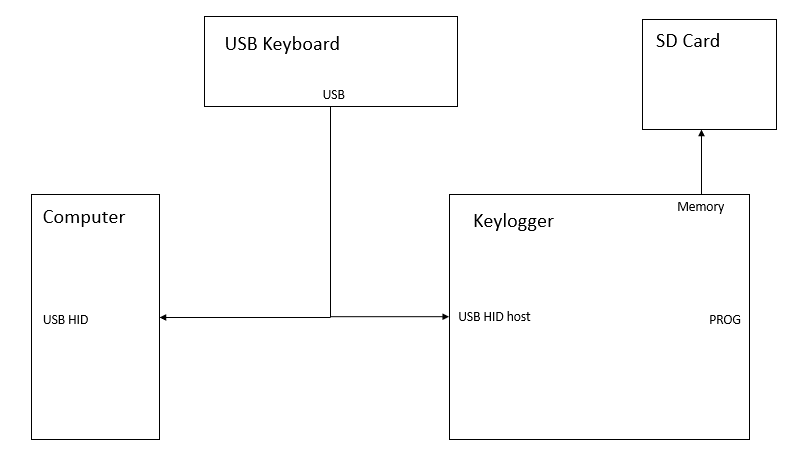 USB Keyboard
USB
SD Card
Computer
USB HID
Keylogger
Memory
USB HID host
PROG